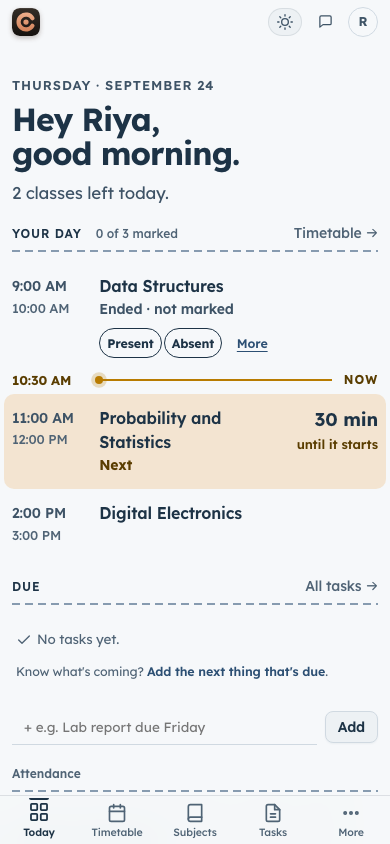 R
THURSDAY · SEPTEMBER 24
Hey Riya,
good morning.
2 classes left today.
YOUR DAY 0 of 3 marked Timetable →
9:00 AM Data Structures
10:00 AM Ended · not marked
Present Absent More
10:30 AM NOW
11:00 AM Probability and 30 min
12:00 PM Statistics until it starts
Next
2:00 PM Digital Electronics
3:00 PM
DUE All tasks →
No tasks yet.
Know what's coming? Add the next thing that's due.
+ e.g. Lab report due Friday Add
Attendance
Today Timetable Subjects Tasks More